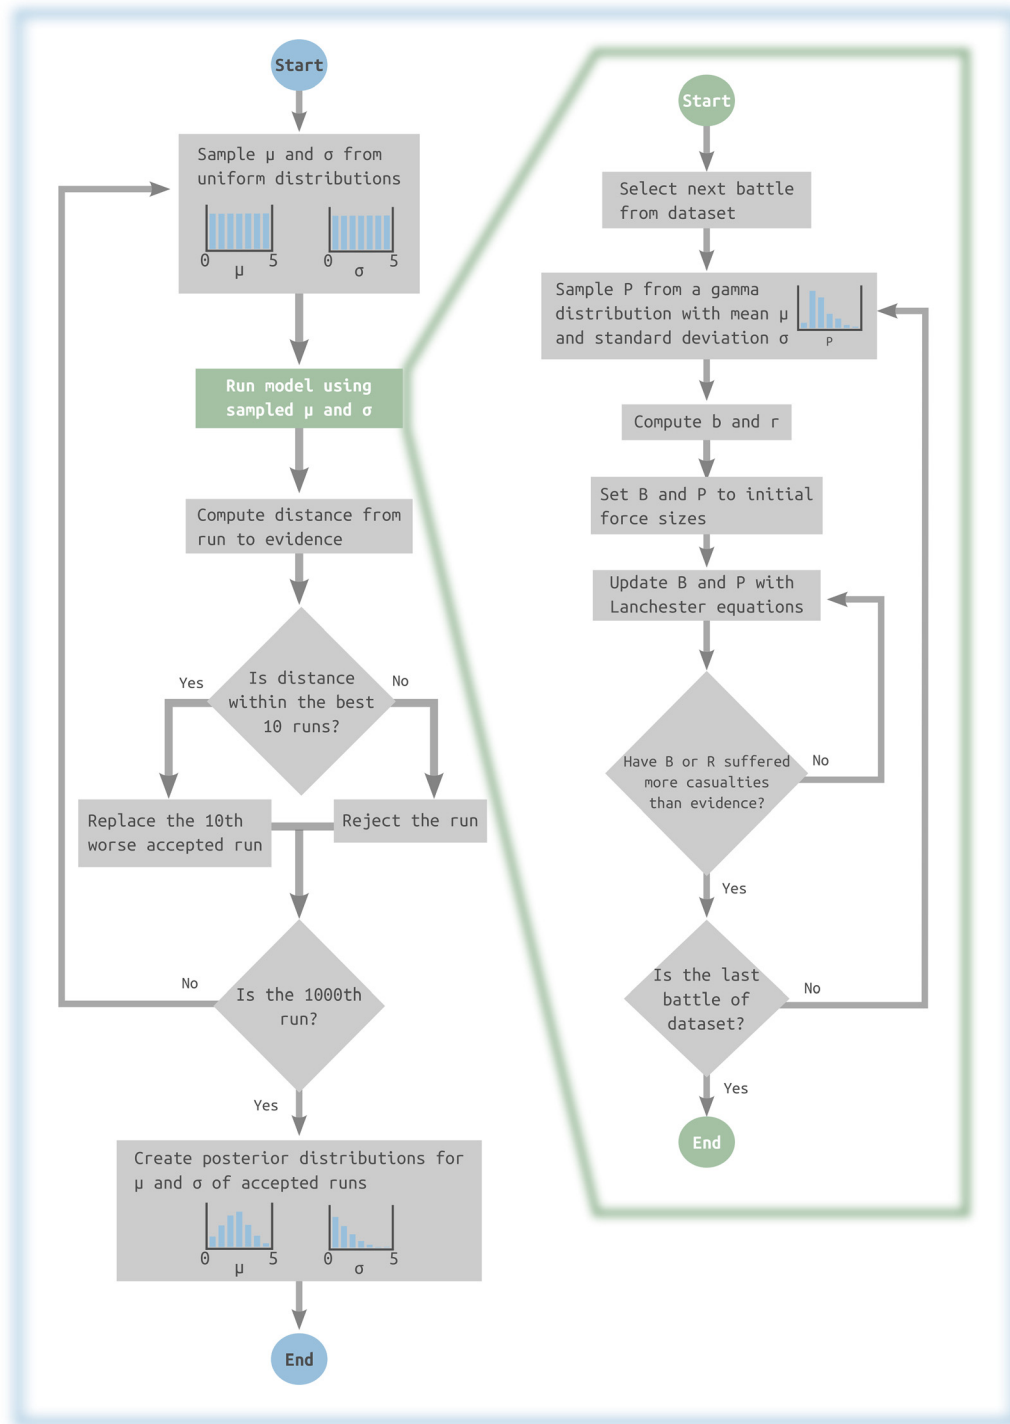 Start
Sample μ and σ from
uniform distributions
0 5
μ
0 5
σ
Run model using
sampled μ and σ
Compute distance from
run to evidence
Is distance
within the best
10 runs?
Yes
No
Replace the 10th
worse accepted run
Reject the run
Is the 1000th
run?
No
Yes
Create posterior distributions for
μ and σ of accepted runs
0 5
μ
0 5
σ
End
Start
Select next battle
from dataset
Sample P from a gamma
distribution with mean μ
and standard deviation σ
P
Compute b and r
Set B and P to initial
force sizes
Update B and P with
Lanchester equations
Have B or R suffered
more casualties
than evidence?
No
Yes
Is the last
battle of
dataset?
No
Yes
End